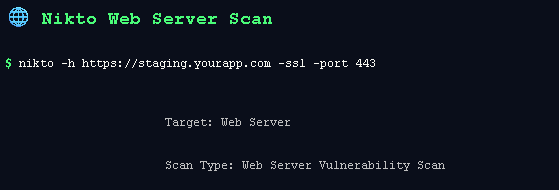 Nikto Web Server Scan
$ nikto -h https://staging.yourapp.com -ssl -port 443
Target: Web Server
Scan Type: Web Server Vulnerability Scan